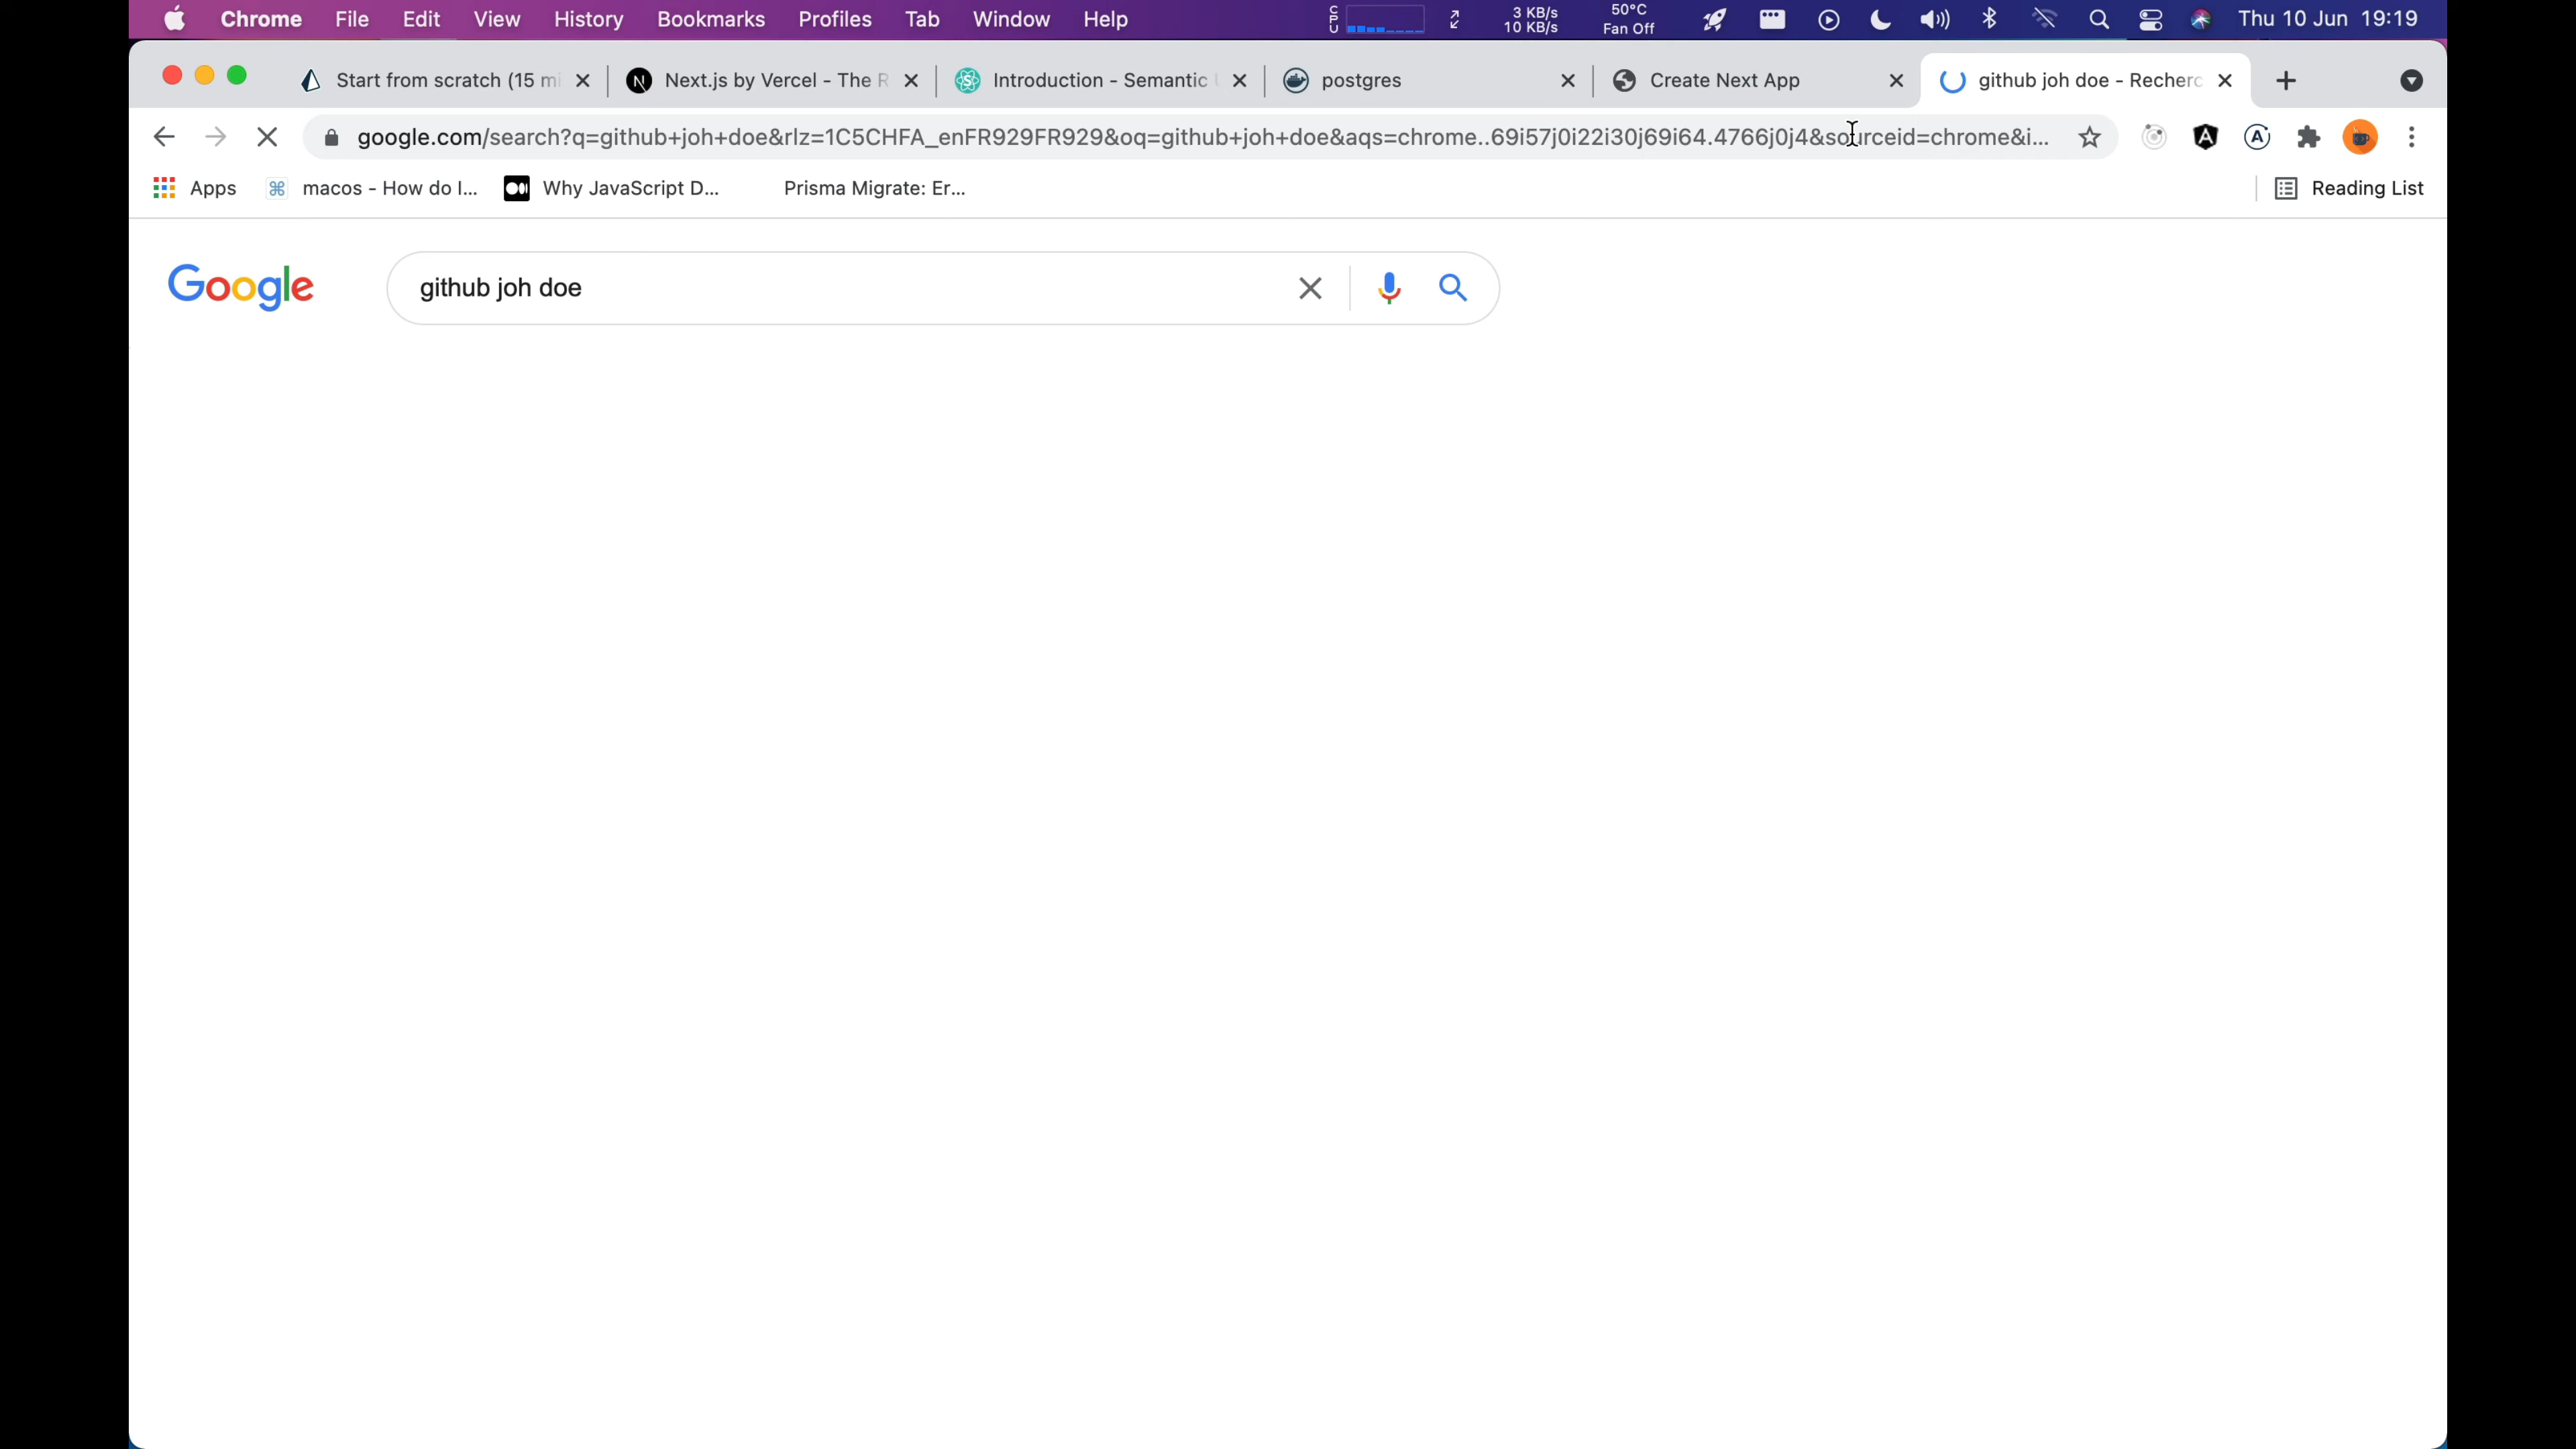 Chrome File Edit View History Bookmarks Profiles Tab Window Help CPU 3 KB/s 10 KB/s 50°C Fan Off Thu 10 Jun 19:19
Start from scratch (15 mi Next.js by Vercel - The R Introduction - Semantic U postgres Create Next App github joh doe - Recherc
google.com/search?q=github+joh+doe&rlz=1C5CHFA_enFR929FR929&oq=github+joh+doe&aqs=chrome..69i57j0i22i30j69i64.4766j0j4&sourceid=chrome&i...
Apps macos - How do I... Why JavaScript D... Prisma Migrate: Er... Reading List
Google github joh doe